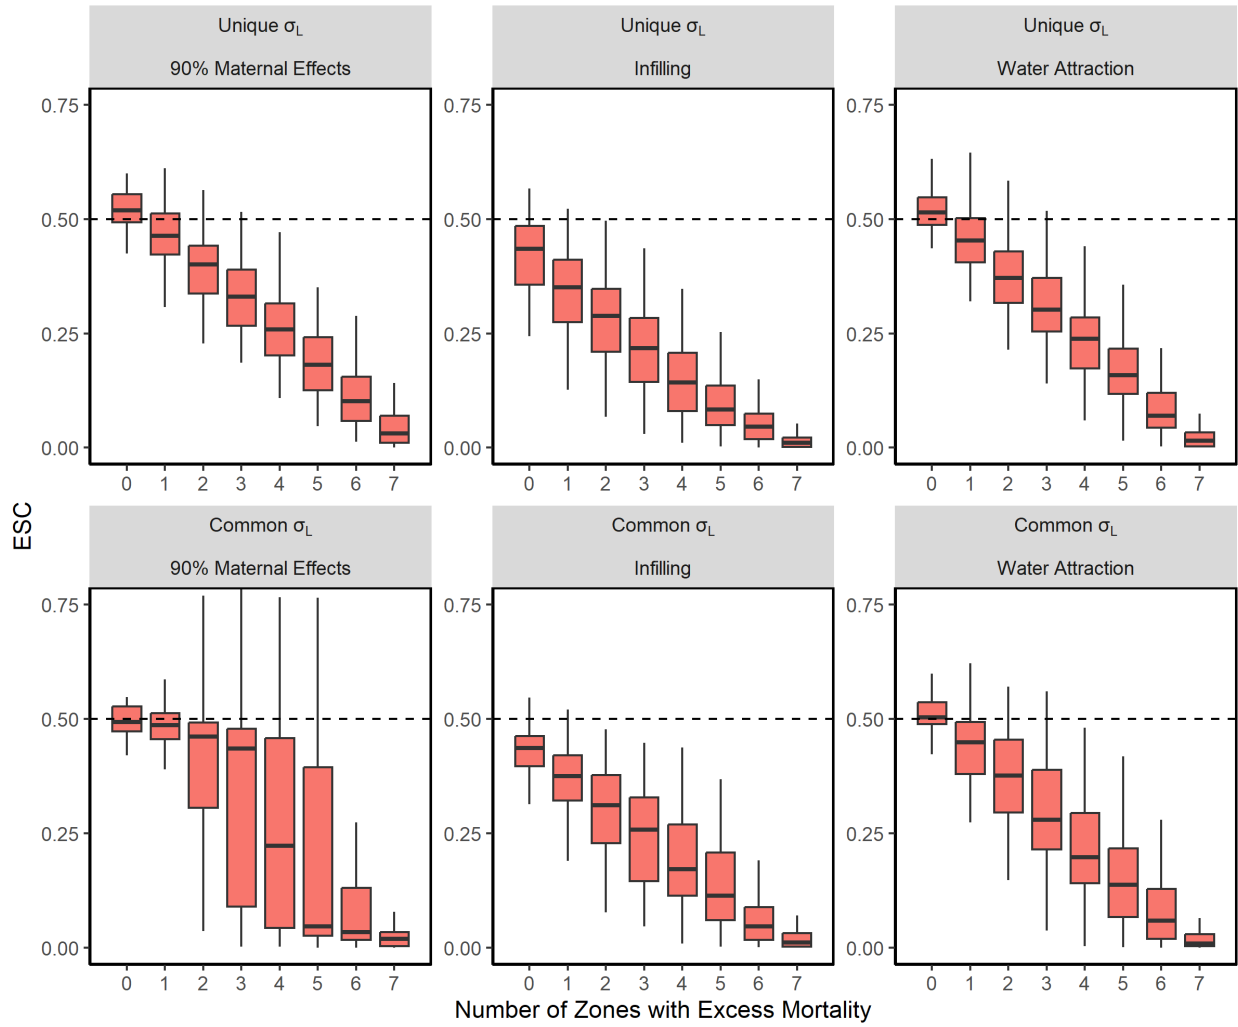 Unique σL
90% Maternal Effects
Unique σL
Infilling
Unique σL
Water Attraction
0.75
0.50
0.25
0.00
0 1 2 3 4 5 6 7
0.75
0.50
0.25
0.00
0 1 2 3 4 5 6 7
0.75
0.50
0.25
0.00
0 1 2 3 4 5 6 7
ESC
Common σL
90% Maternal Effects
Common σL
Infilling
Common σL
Water Attraction
0.75
0.50
0.25
0.00
0 1 2 3 4 5 6 7
0.75
0.50
0.25
0.00
0 1 2 3 4 5 6 7
0.75
0.50
0.25
0.00
0 1 2 3 4 5 6 7
Number of Zones with Excess Mortality